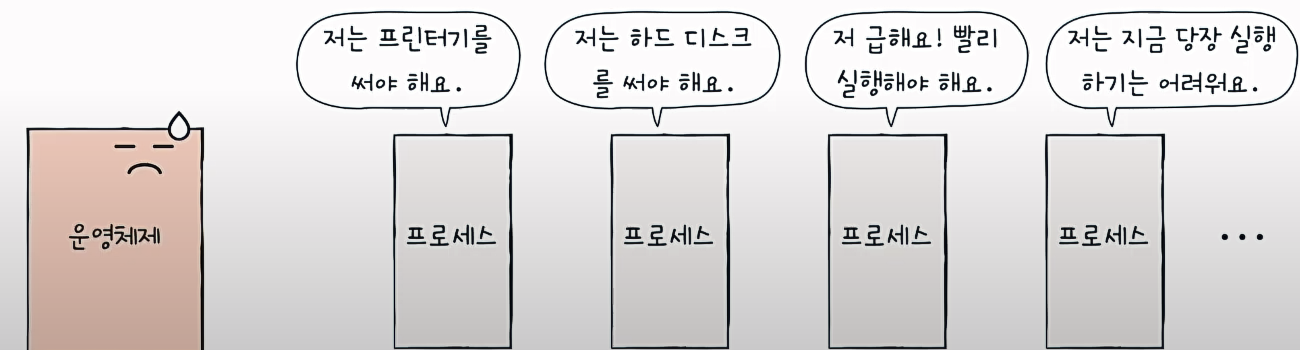 저는 프린터기를
써야 해요.
저는 하드 디스크
를 써야 해요.
저 급해요! 빨리
실행해야 해요.
저는 지금 당장 실행
하기는 어려워요.
운영체제
프로세스
프로세스
프로세스
프로세스
...